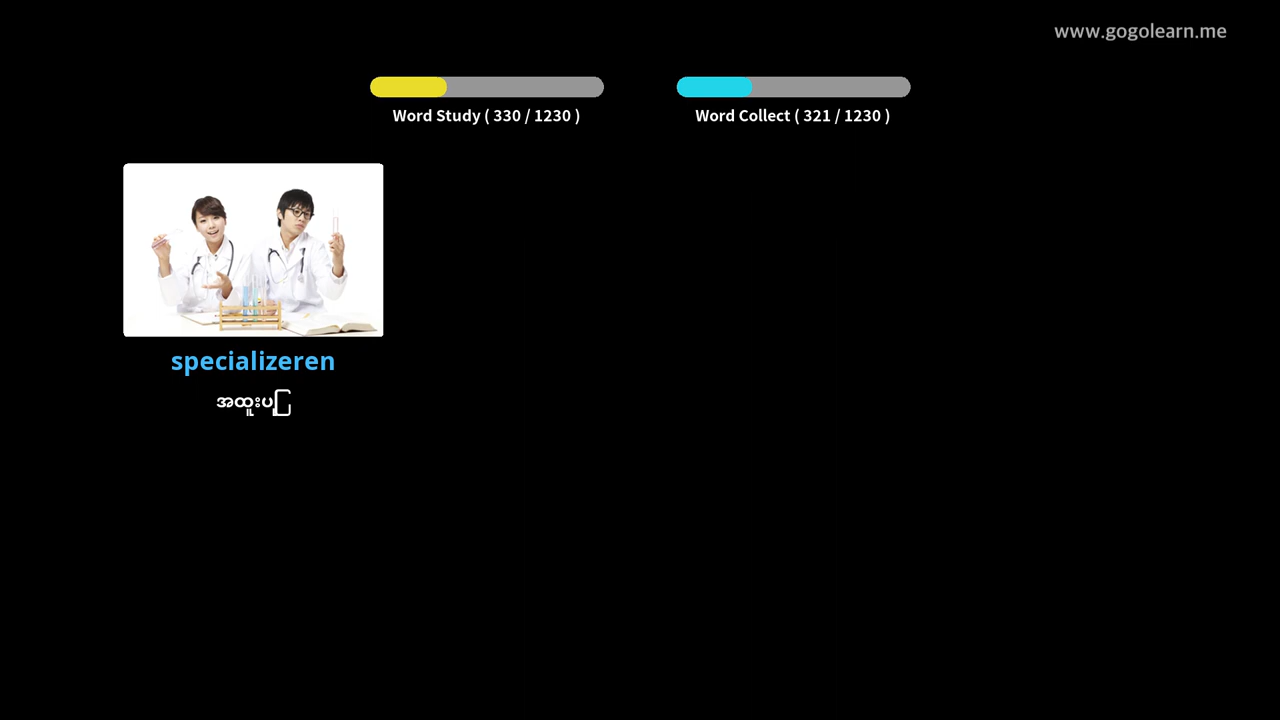 www.gogolearn.me
Word Study ( 330 / 1230 )
Word Collect ( 321 / 1230 )
specializeren
အထူးပြု